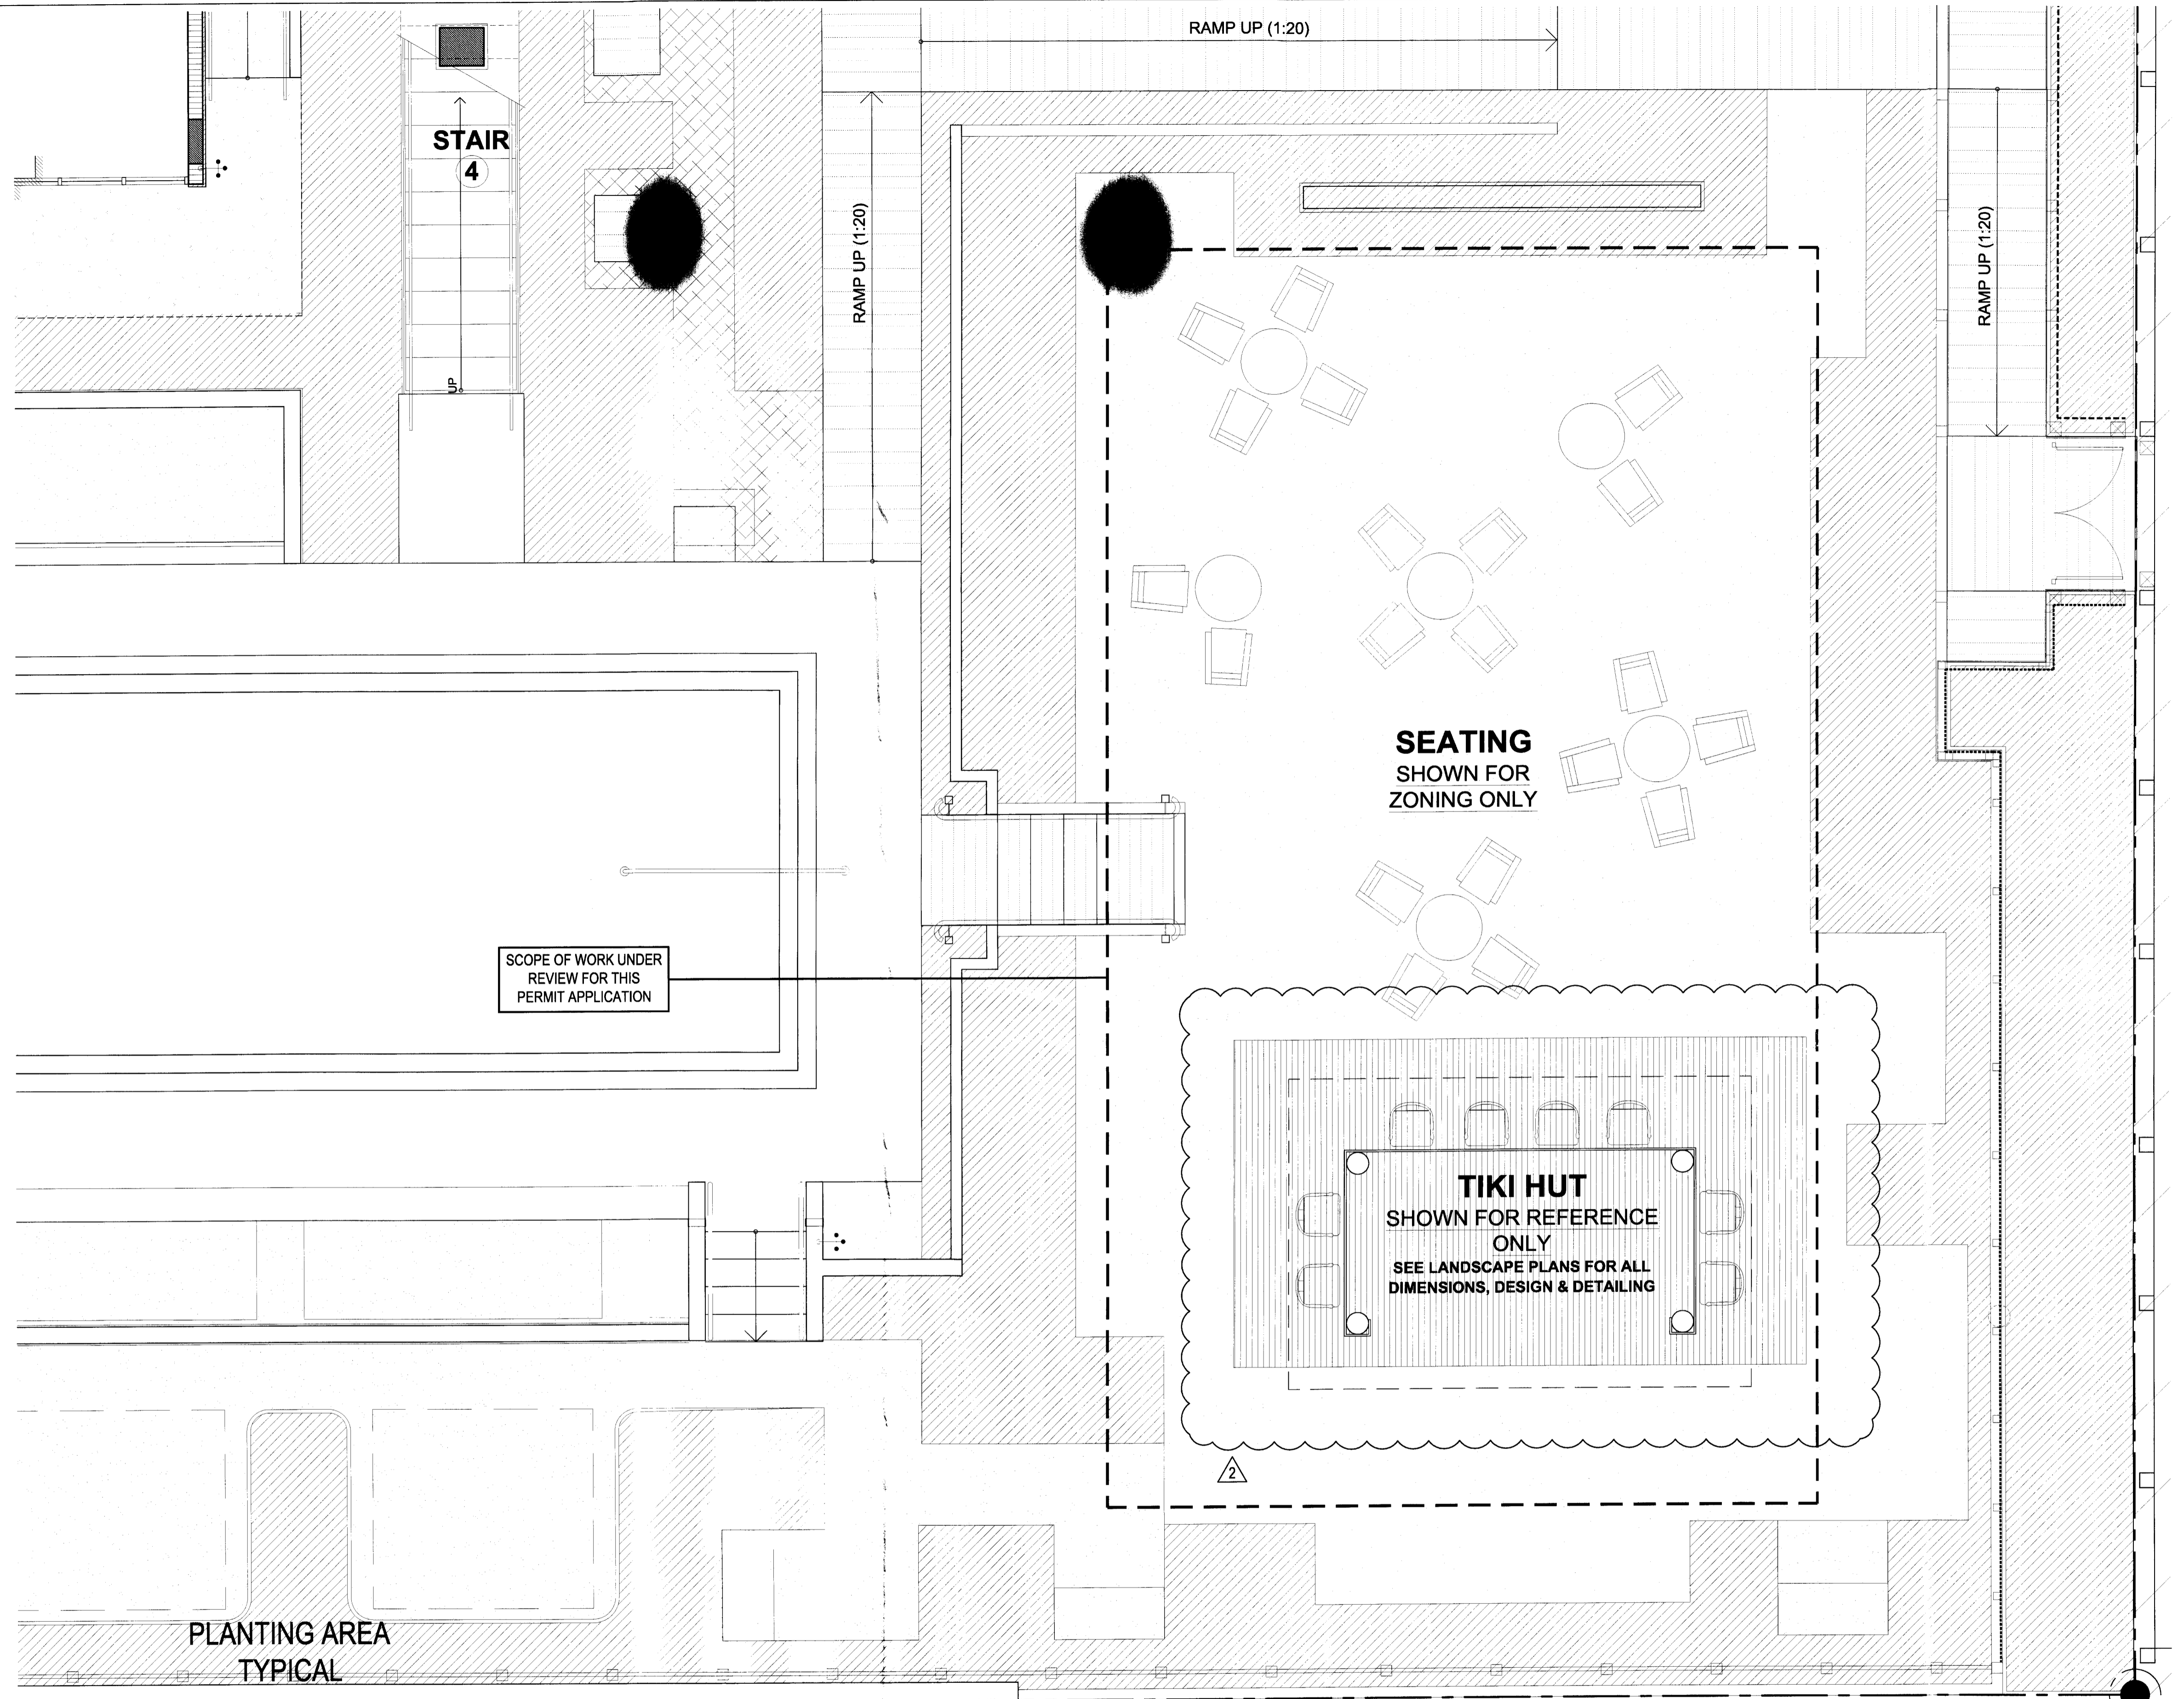 RAMP UP (1:20)
STAIR
4
UP
RAMP UP (1:20)
RAMP UP (1:20)
SEATING
SHOWN FOR
ZONING ONLY
SCOPE OF WORK UNDER
REVIEW FOR THIS
PERMIT APPLICATION
TIKI HUT
SHOWN FOR REFERENCE
ONLY
SEE LANDSCAPE PLANS FOR ALL
DIMENSIONS, DESIGN & DETAILING
2
PLANTING AREA
TYPICAL